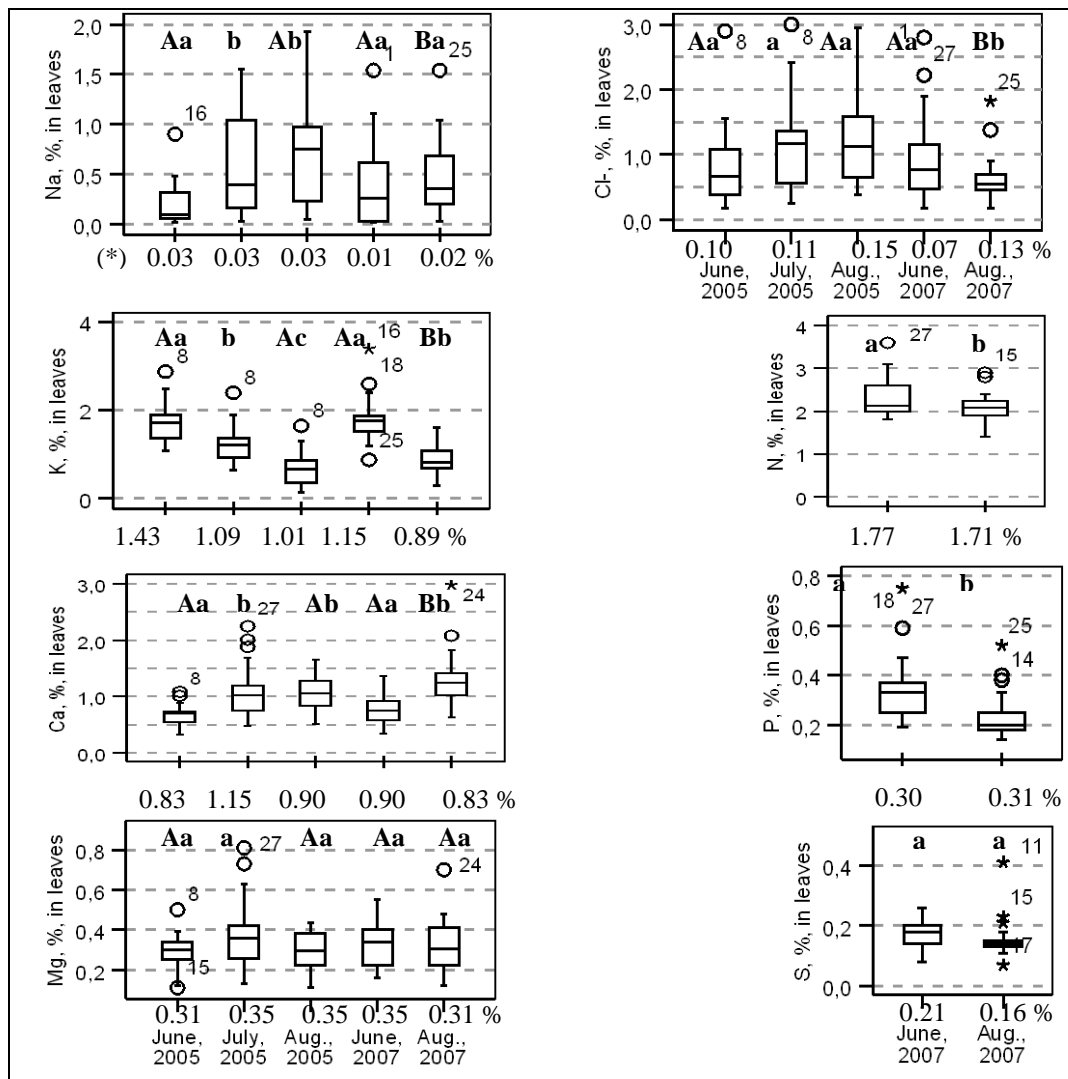 Na, %, in leaves
2,0
1,5
1,0
0,5
0,0
Aa b Ab Aa Ba
16
1
25
(*) 0.03 0.03 0.03 0.01 0.02 %
Cl-, %, in leaves
3,0
2,0
1,0
0,0
Aa a Aa Aa Bb
8
8
1
27
25
0.10 0.11 0.15 0.07 0.13 %
June, 2005
July, 2005
Aug., 2005
June, 2007
Aug., 2007
K, %, in leaves
4
2
0
Aa b Ac Aa Bb
8
8
8
16
18
25
1.43 1.09 1.01 1.15 0.89 %
N, %, in leaves
4
3
2
1
0
a b
27
15
1.77 1.71 %
Ca, %, in leaves
3,0
2,0
1,0
0,0
Aa b Ab Aa Bb
8
27
24
0.83 1.15 0.90 0.90 0.83 %
P, %, in leaves
0,8
0,6
0,4
0,2
a b
18
27
25
14
0.30 0.31 %
Mg, %, in leaves
0,8
0,6
0,4
0,2
Aa a Aa Aa Aa
8
15
27
24
0.31 0.35 0.35 0.35 0.31 %
June, 2005
July, 2005
Aug., 2005
June, 2007
Aug., 2007
S, %, in leaves
0,4
0,2
0,0
a a
11
15
17
0.21 0.16 %
June, 2007
Aug., 2007